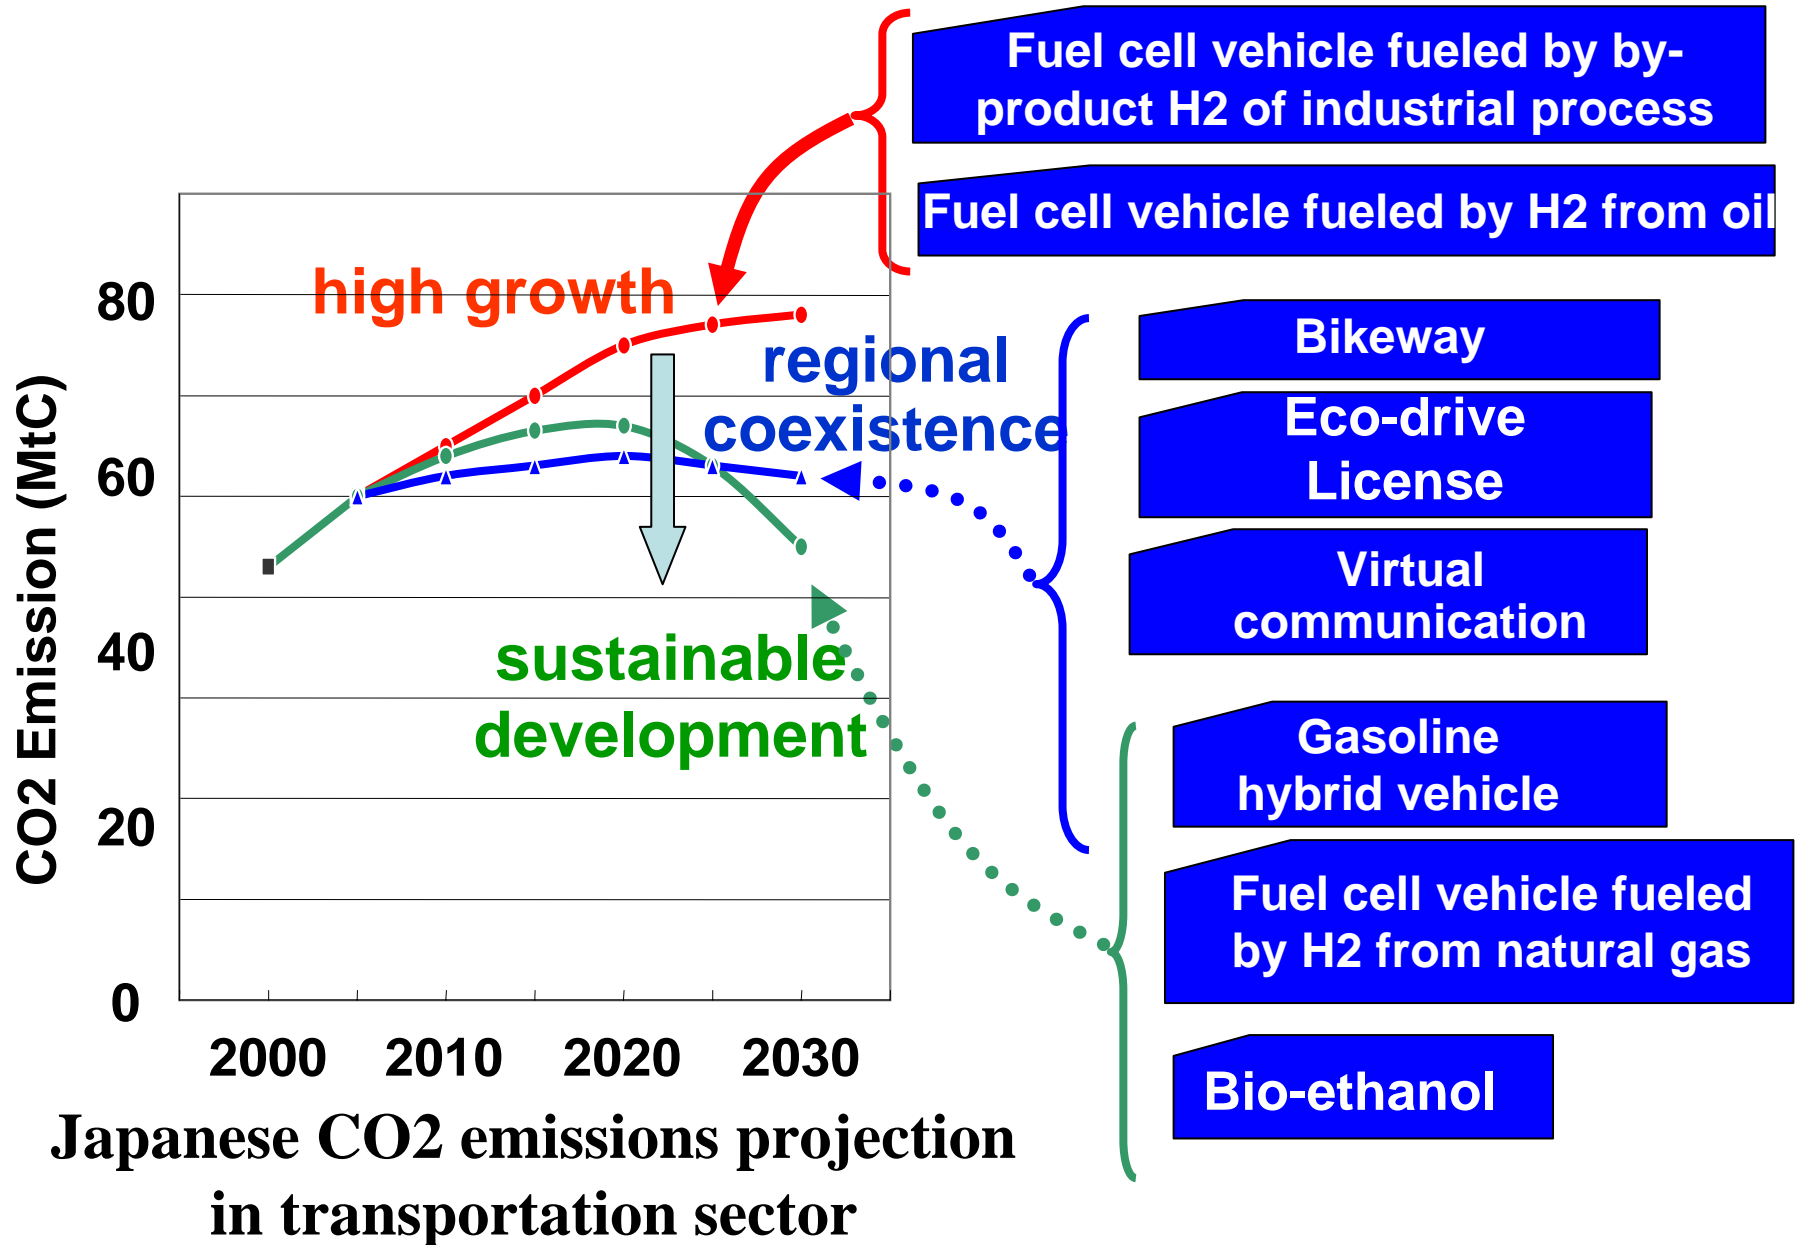 Fuel cell vehicle fueled by by-
product H2 of industrial process
Fuel cell vehicle fueled by H2 from oil
high growth
regional
coexistence
sustainable
development
CO2 Emission (MtC)
80
60
40
20
0
2000 2010 2020 2030
Japanese CO2 emissions projection
in transportation sector
Bikeway
Eco-drive
License
Virtual
communication
Gasoline
hybrid vehicle
Fuel cell vehicle fueled
by H2 from natural gas
Bio-ethanol